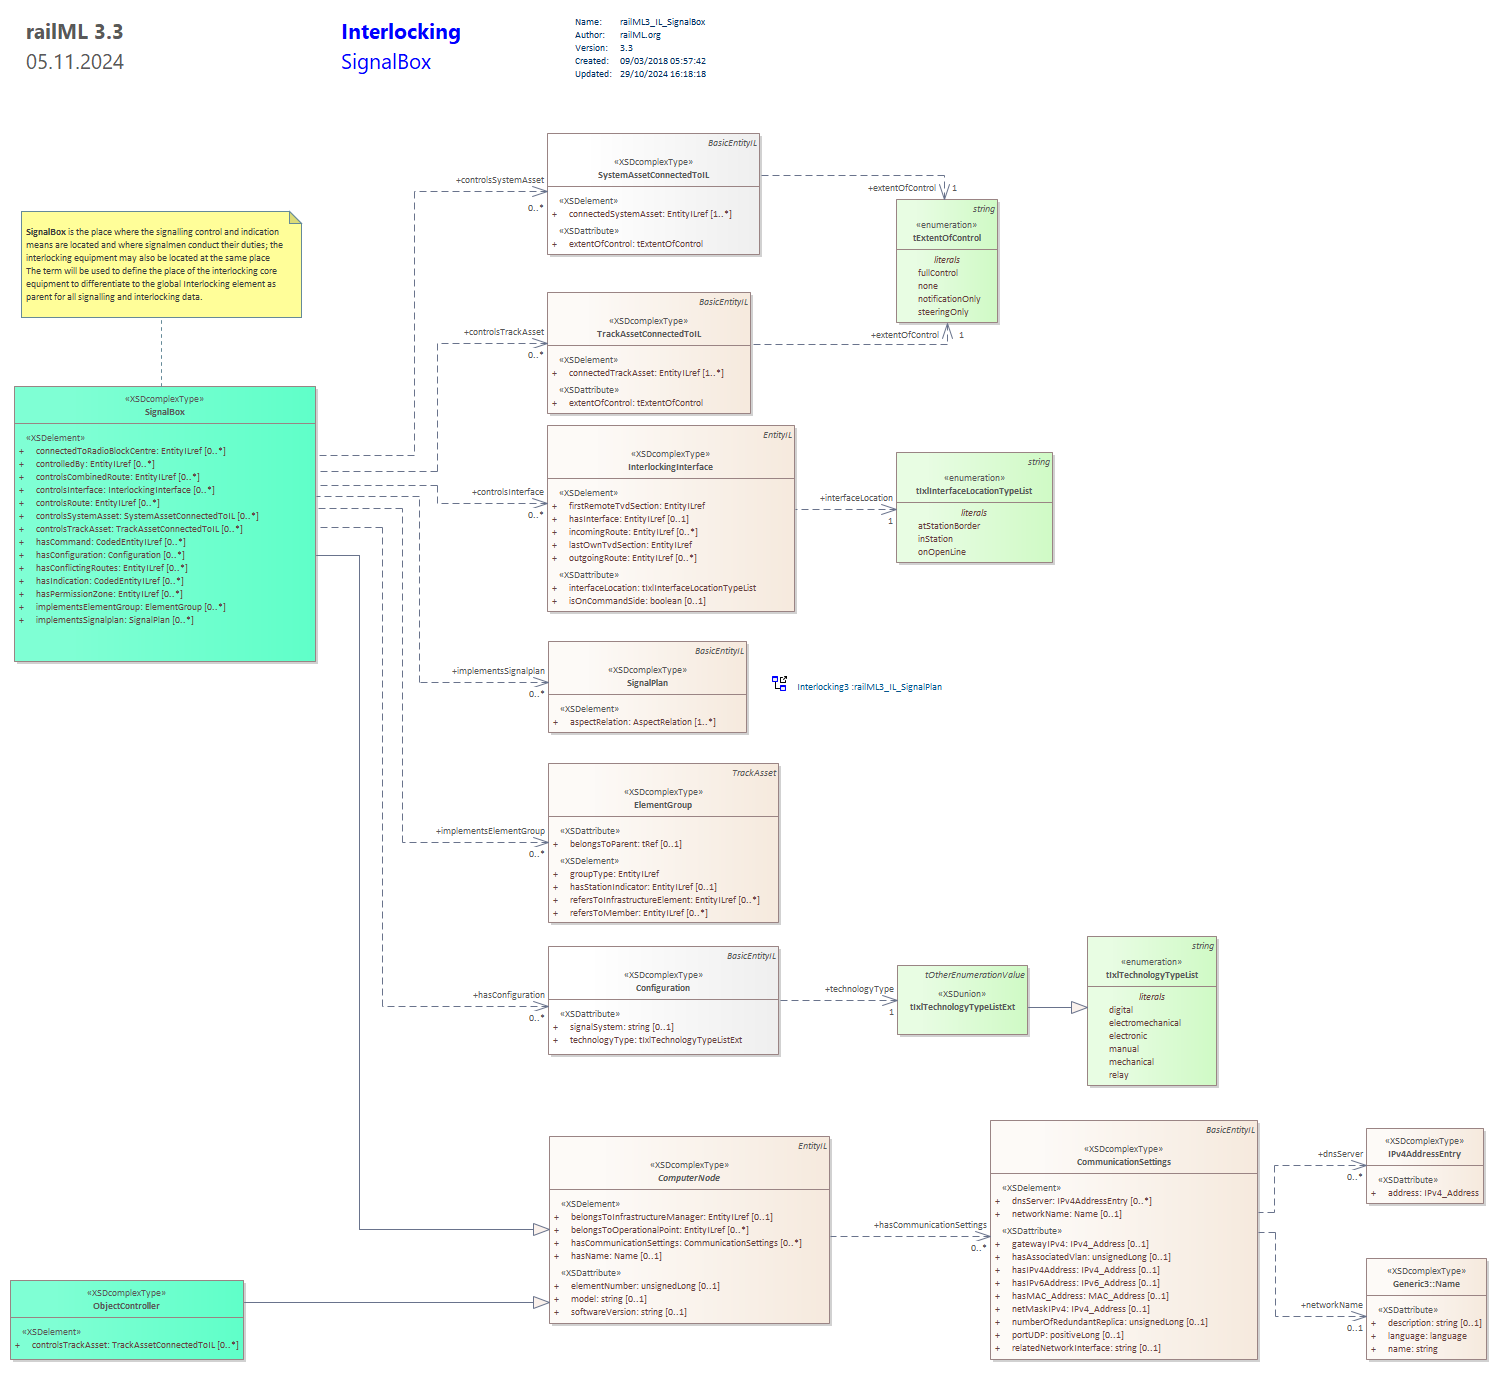 railML 3.3
05.11.2024
Interlocking
SignalBox
Name: railML3_IL_SignalBox
Author: railML.org
Version: 3.3
Created: 09/03/2018 05:57:42
Updated: 29/10/2024 16:18:18
SignalBox is the place where the signalling control and indication
means are located and where signalmen conduct their duties; the
interlocking equipment may also be located at the same place
The term will be used to define the place of the interlocking core
equipment to differentiate to the global Interlocking element as
parent for all signalling and interlocking data.
«XSDcomplexType»
SignalBox
«XSDelement»
+ connectedToRadioBlockCentre: EntityILref [0..*]
+ controlledBy: EntityILref [0..*]
+ controlsCombinedRoute: EntityILref [0..*]
+ controlsInterface: InterlockingInterface [0..*]
+ controlsRoute: EntityILref [0..*]
+ controlsSystemAsset: SystemAssetConnectedToIL [0..*]
+ controlsTrackAsset: TrackAssetConnectedToIL [0..*]
+ hasCommand: CodedEntityILref [0..*]
+ hasConfiguration: Configuration [0..*]
+ hasConflictingRoutes: EntityILref [0..*]
+ hasIndication: CodedEntityILref [0..*]
+ hasPermissionZone: EntityILref [0..*]
+ implementsElementGroup: ElementGroup [0..*]
+ implementsSignalplan: SignalPlan [0..*]
+controlsSystemAsset
0..*
BasicEntityIL
«XSDcomplexType»
SystemAssetConnectedToIL
«XSDelement»
+ connectedSystemAsset: EntityILref [1..*]
«XSDattribute»
+ extentOfControl: tExtentOfControl
+extentOfControl 1
string
«enumeration»
tExtentOfControl
literals
fullControl
none
notificationOnly
steeringOnly
+controlsTrackAsset
0..*
BasicEntityIL
«XSDcomplexType»
TrackAssetConnectedToIL
«XSDelement»
+ connectedTrackAsset: EntityILref [1..*]
«XSDattribute»
+ extentOfControl: tExtentOfControl
+extentOfControl 1
+controlsInterface
0..*
EntityIL
«XSDcomplexType»
InterlockingInterface
«XSDelement»
+ firstRemoteTvdSection: EntityILref
+ hasInterface: EntityILref [0..1]
+ incomingRoute: EntityILref [0..*]
+ lastOwnTvdSection: EntityILref
+ outgoingRoute: EntityILref [0..*]
«XSDattribute»
+ interfaceLocation: tIxlInterfaceLocationTypeList
+ isOnCommandSide: boolean [0..1]
+interfaceLocation
1
string
«enumeration»
tIxlInterfaceLocationTypeList
literals
atStationBorder
inStation
onOpenLine
+implementsSignalplan
0..*
BasicEntityIL
«XSDcomplexType»
SignalPlan
«XSDelement»
+ aspectRelation: AspectRelation [1..*]
Interlocking3 :railML3_IL_SignalPlan
+implementsElementGroup
0..*
TrackAsset
«XSDcomplexType»
ElementGroup
«XSDattribute»
+ belongsToParent: tRef [0..1]
«XSDelement»
+ groupType: EntityILref
+ hasStationIndicator: EntityILref [0..1]
+ refersToInfrastructureElement: EntityILref [0..*]
+ refersToMember: EntityILref [0..*]
+hasConfiguration
0..*
BasicEntityIL
«XSDcomplexType»
Configuration
«XSDattribute»
+ signalSystem: string [0..1]
+ technologyType: tIxlTechnologyTypeListExt
+technologyType
1
tOtherEnumerationValue
«XSDunion»
tIxlTechnologyTypeListExt
string
«enumeration»
tIxlTechnologyTypeList
literals
digital
electromechanical
electronic
manual
mechanical
relay
EntityIL
«XSDcomplexType»
ComputerNode
«XSDelement»
+ belongsToInfrastructureManager: EntityILref [0..1]
+ belongsToOperationalPoint: EntityILref [0..*]
+ hasCommunicationSettings: CommunicationSettings [0..*]
+ hasName: Name [0..1]
«XSDattribute»
+ elementNumber: unsignedLong [0..1]
+ model: string [0..1]
+ softwareVersion: string [0..1]
+hasCommunicationSettings
0..*
BasicEntityIL
«XSDcomplexType»
CommunicationSettings
«XSDelement»
+ dnsServer: IPv4AddressEntry [0..*]
+ networkName: Name [0..1]
«XSDattribute»
+ gatewayIPv4: IPv4_Address [0..1]
+ hasAssociatedVlan: unsignedLong [0..1]
+ hasIPv4Address: IPv4_Address [0..1]
+ hasIPv6Address: IPv6_Address [0..1]
+ hasMAC_Address: MAC_Address [0..1]
+ netMaskIPv4: IPv4_Address [0..1]
+ numberOfRedundantReplica: unsignedLong [0..1]
+ portUDP: positiveLong [0..1]
+ relatedNetworkInterface: string [0..1]
+dnsServer
0..*
«XSDcomplexType»
IPv4AddressEntry
«XSDattribute»
+ address: IPv4_Address
+networkName
0..1
«XSDcomplexType»
Generic3::Name
«XSDattribute»
+ description: string [0..1]
+ language: language
+ name: string
«XSDcomplexType»
ObjectController
«XSDelement»
+ controlsTrackAsset: TrackAssetConnectedToIL [0..*]